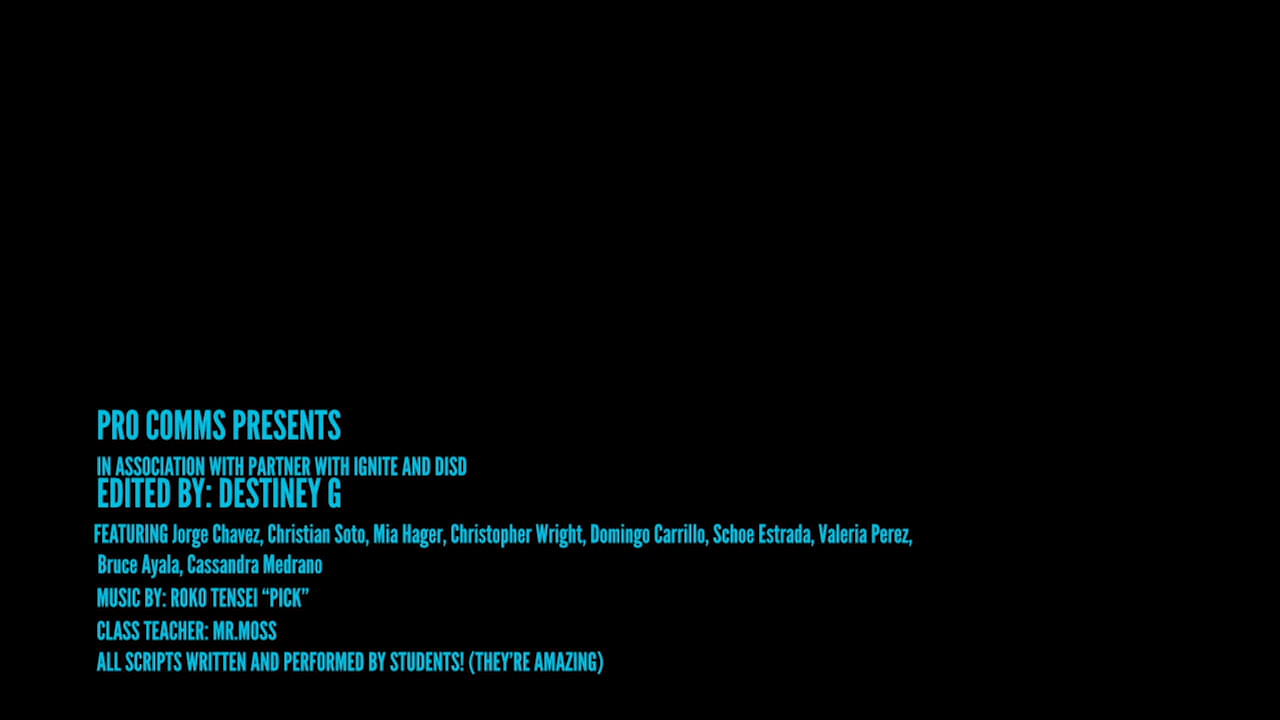 PRO COMMS PRESENTS
IN ASSOCIATION WITH PARTNER WITH IGNITE AND DISD
EDITED BY: DESTINEY G
FEATURING Jorge Chavez, Christian Soto, Mia Hager, Christopher Wright, Domingo Carrillo, Schoe Estrada, Valeria Perez,
Bruce Ayala, Cassandra Medrano
MUSIC BY: ROKO TENSEI “PICK”
CLASS TEACHER: MR.MOSS
ALL SCRIPTS WRITTEN AND PERFORMED BY STUDENTS! (THEY’RE AMAZING)